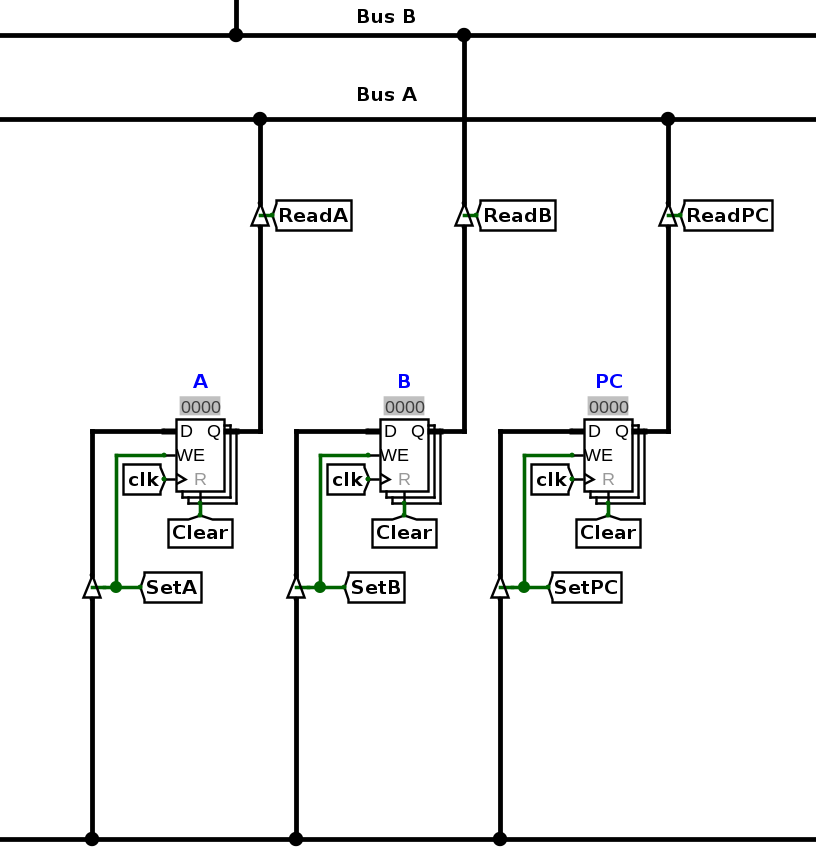 Bus B
Bus A
ReadA
ReadB
ReadPC
A
B
PC
0000
0000
0000
D Q
WE
R
clk
Clear
SetA
D Q
WE
R
clk
Clear
SetB
D Q
WE
R
clk
Clear
SetPC